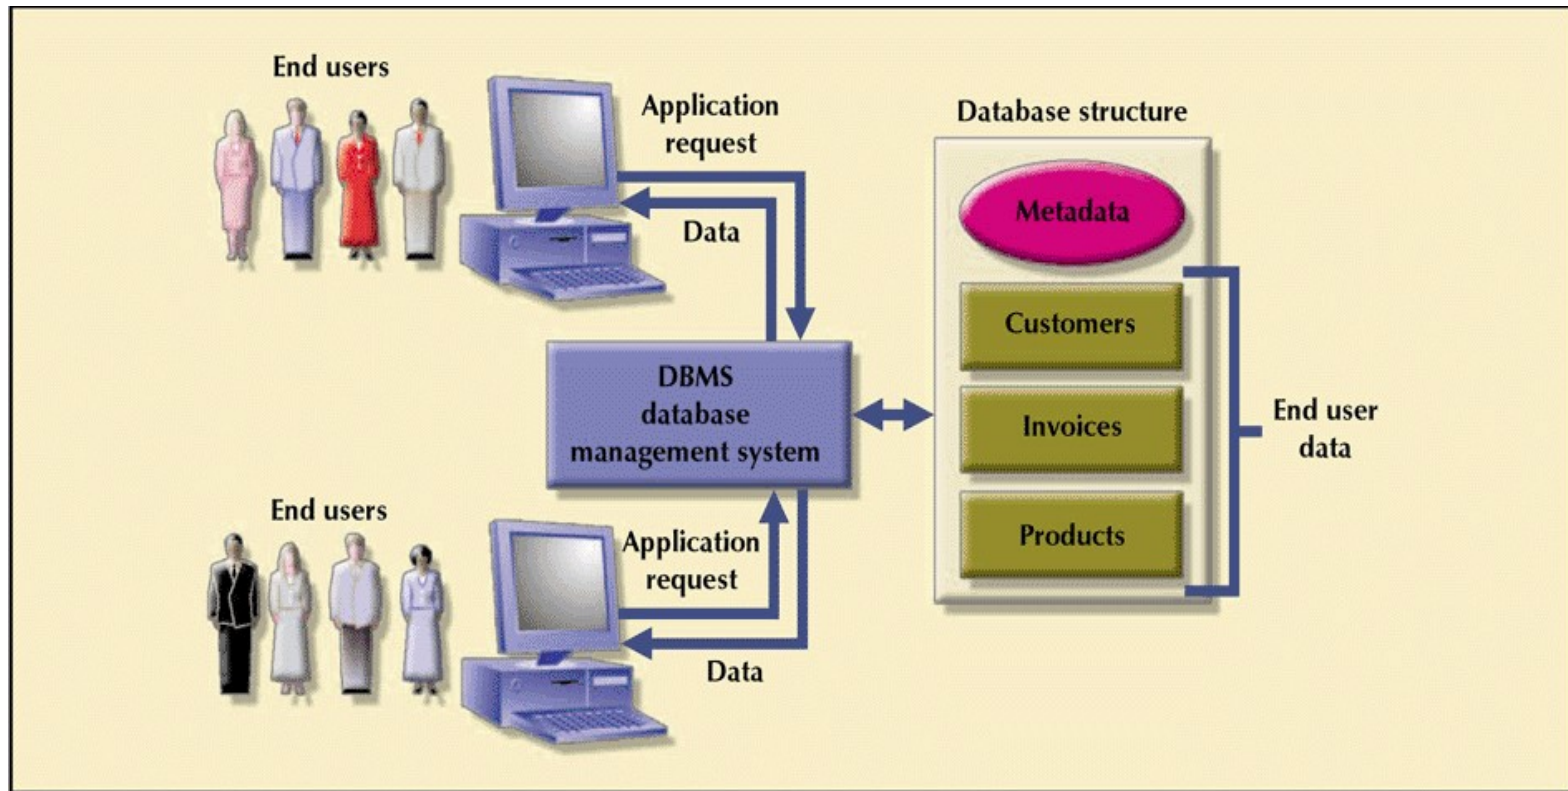 End users
Application
request
Data
Database structure
Metadata
Customers
Invoices
Products
End user
data
DBMS
database
management system
End users
Application
request
Data